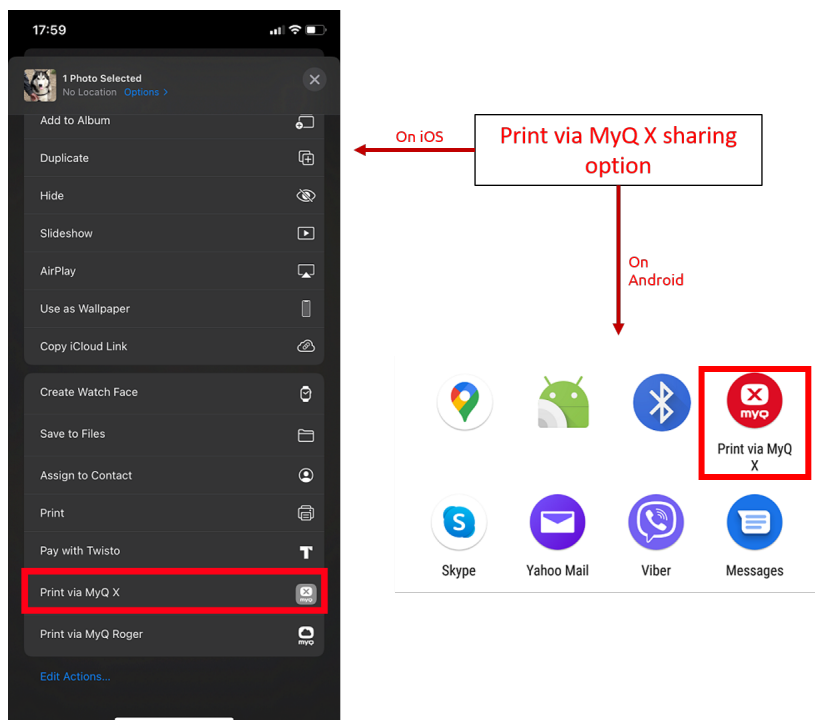 17:59
1 Photo Selected
No Location Options >
Add to Album
Duplicate
Hide
Slideshow
AirPlay
Use as Wallpaper
Copy iCloud Link
Create Watch Face
Save to Files
Assign to Contact
Print
Pay with Twisto
Print via MyQ X
myQ
Print via MyQ Roger
myQ
Edit Actions...
On iOS
Print via MyQ X sharing
option
On
Android
myQ
Print via MyQ
X
S
Skype
Yahoo Mail
Viber
Messages